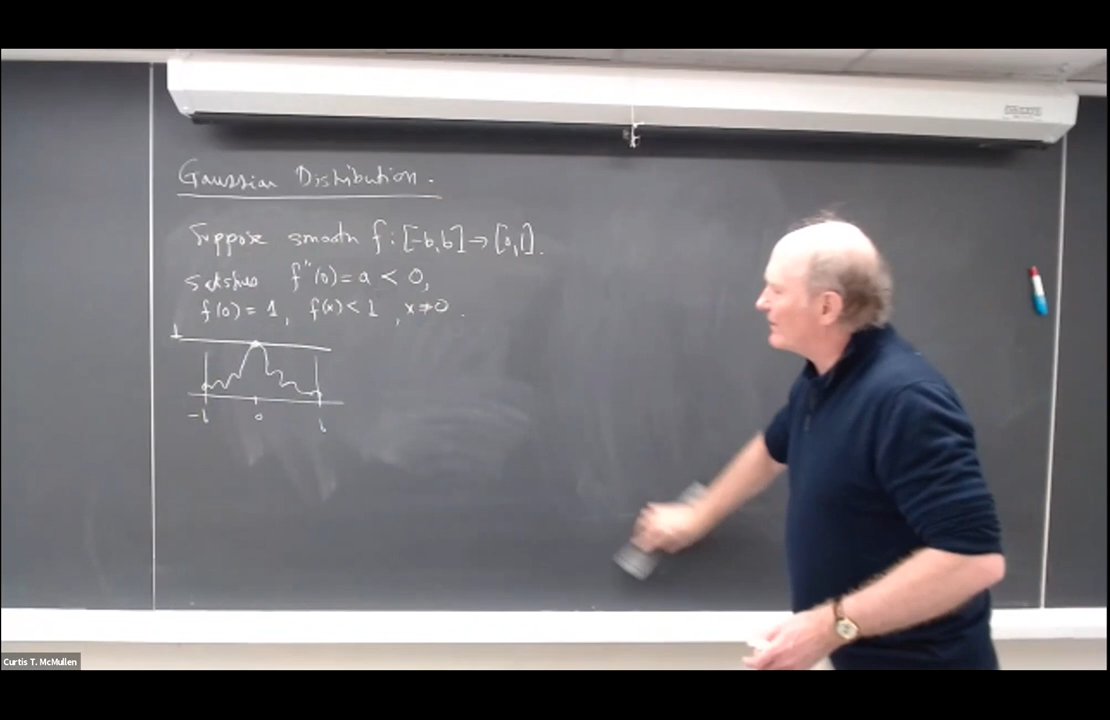 Gaussian Distribution.
Suppose smooth f: [-b,b] → [0,1].
satisfies f''(0) = a < 0,
f(0) = 1, f(x) < 1, x ≠ 0.
1
-b 0 b
Curtis T. McMullen